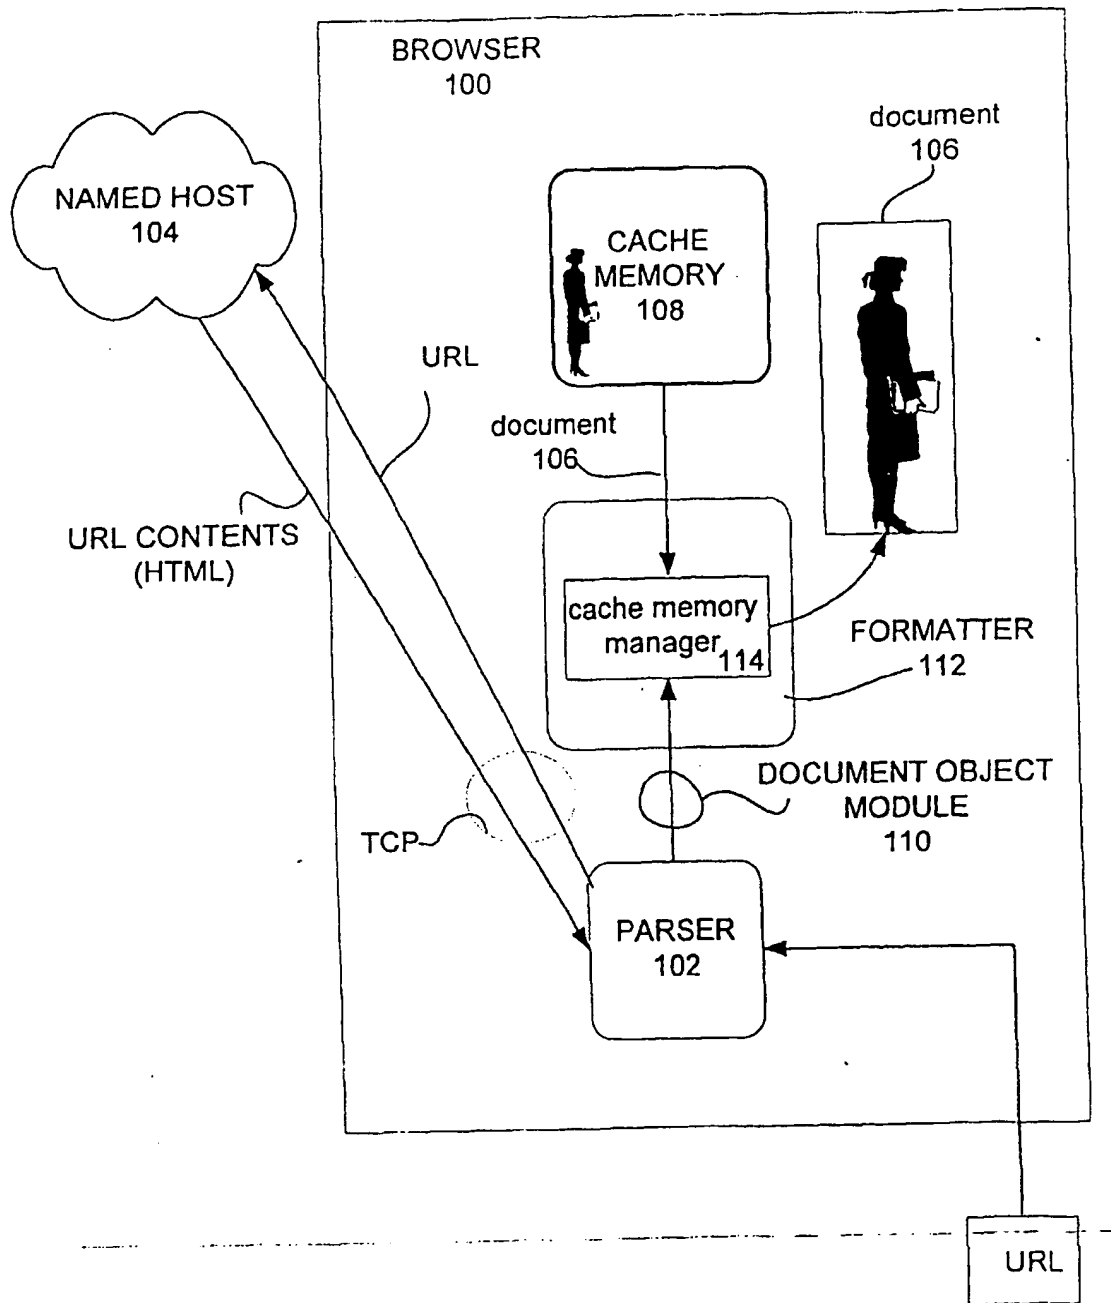 BROWSER
100
document
106
NAMED HOST
104
CACHE
MEMORY
108
URL
document
106
URL CONTENTS
(HTML)
cache memory
manager
114
FORMATTER
112
DOCUMENT OBJECT
MODULE
110
TCP
PARSER
102
URL